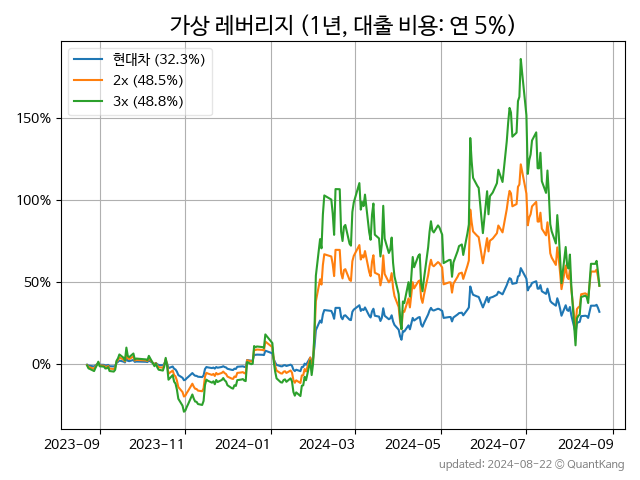 가상 레버리지 (1년, 대출 비용: 연 5%)
현대차 (32.3%)
2x (48.5%)
3x (48.8%)
150%
100%
50%
0%
2023-09
2023-11
2024-01
2024-03
2024-05
2024-07
2024-09
updated: 2024-08-22 © QuantKang